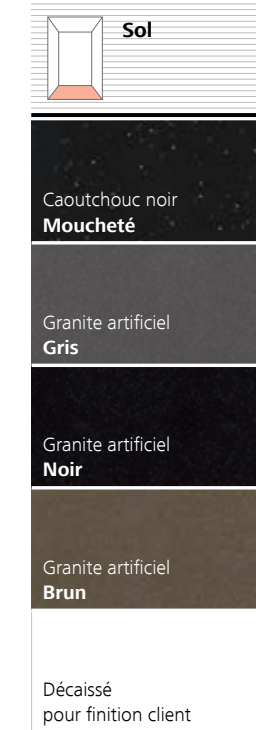 Sol
Caoutchouc noir
Moucheté
Granite artificiel
Gris
Granite artificiel
Noir
Granite artificiel
Brun
Décaissé
pour finition client